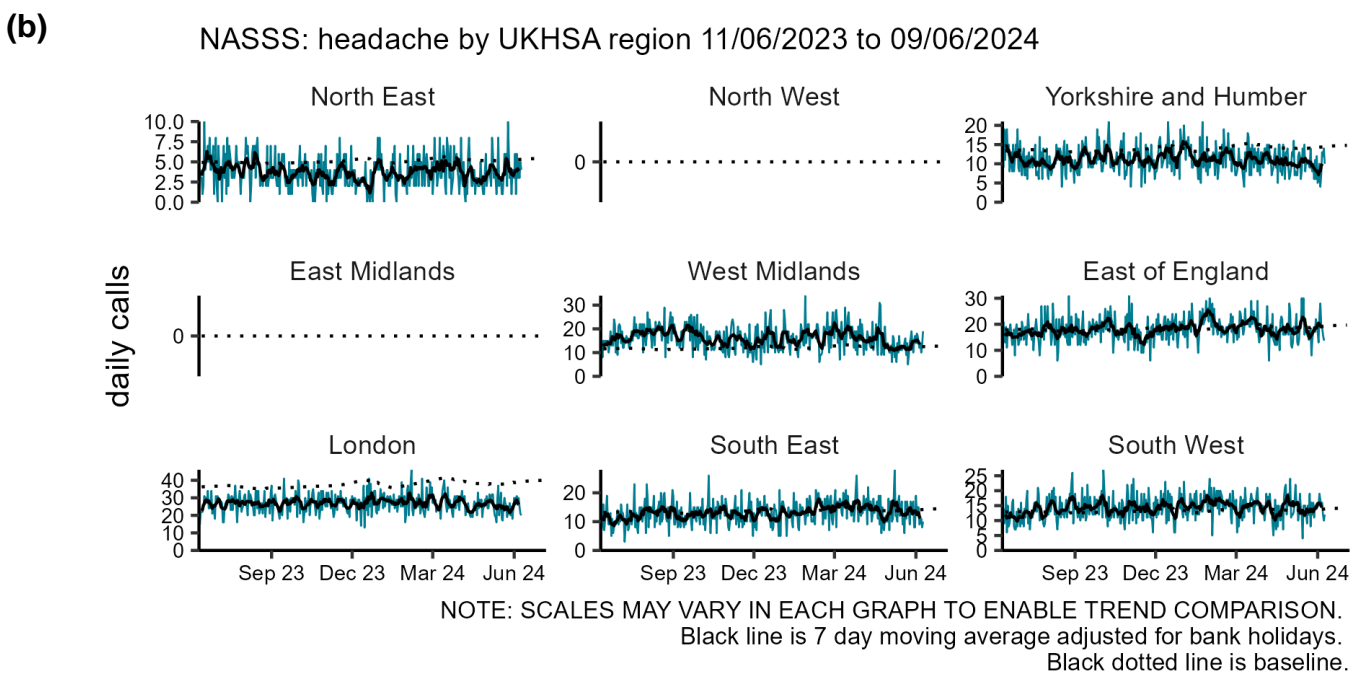 (b)
NASSS: headache by UKHSA region 11/06/2023 to 09/06/2024
daily calls
North East
10.0
7.5
5.0
2.5
0.0
North West
0
Yorkshire and Humber
20
15
10
5
0
East Midlands
0
West Midlands
30
20
10
0
East of England
30
20
10
0
London
40
30
20
10
0
Sep 23 Dec 23 Mar 24 Jun 24
South East
20
10
0
Sep 23 Dec 23 Mar 24 Jun 24
South West
25
20
15
10
5
0
Sep 23 Dec 23 Mar 24 Jun 24
NOTE: SCALES MAY VARY IN EACH GRAPH TO ENABLE TREND COMPARISON.
Black line is 7 day moving average adjusted for bank holidays.
Black dotted line is baseline.